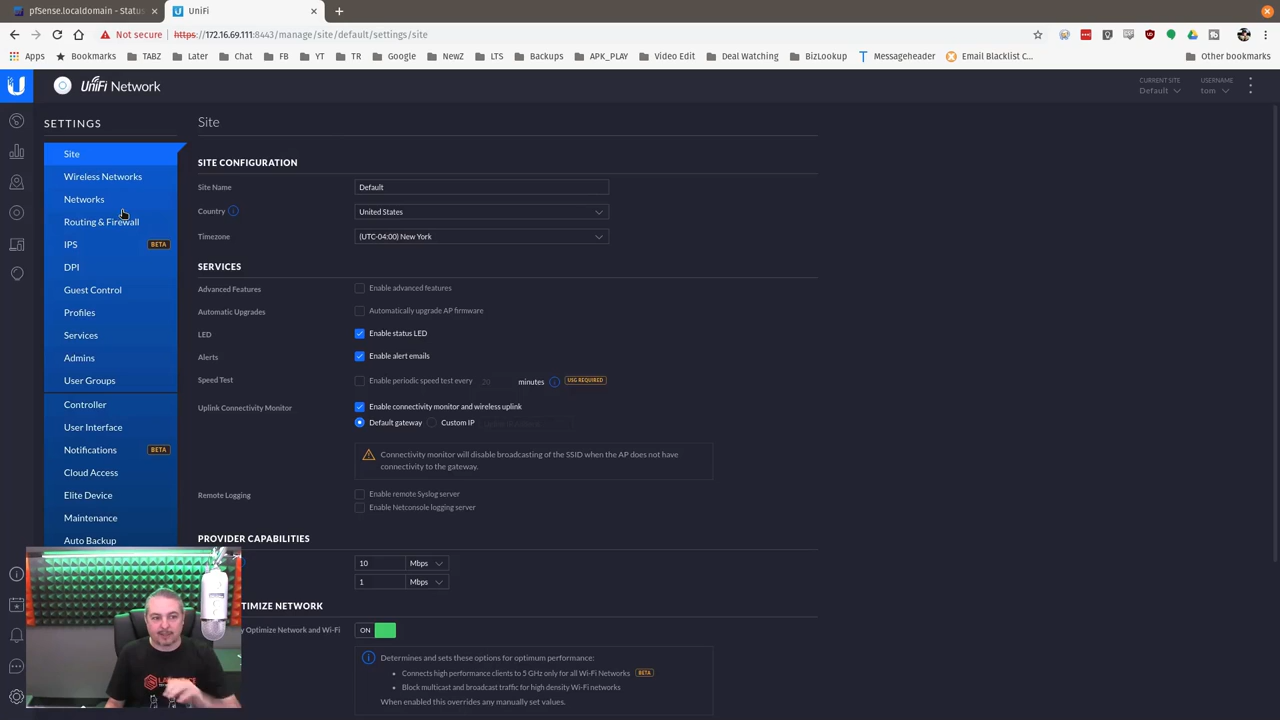 pfSense.localdomain - Status
UniFi
Not secure
https://172.16.69.111:8443/manage/site/default/settings/site
Apps
Bookmarks
TABZ
Later
Chat
FB
YT
TR
Google
NewZ
LTS
Backups
APK_PLAY
Video Edit
Deal Watching
BizLookup
Messageheader
Email Blacklist C...
Other bookmarks
UniFi Network
CURRENT SITE
Default
USERNAME
tom
SETTINGS
Site
Wireless Networks
Networks
Routing & Firewall
IPS
BETA
DPI
Guest Control
Profiles
Services
Admins
User Groups
Controller
User Interface
Notifications
BETA
Cloud Access
Elite Device
Maintenance
Auto Backup
Site
SITE CONFIGURATION
Site Name
Default
Country
United States
Timezone
(UTC-04:00) New York
SERVICES
Advanced Features
Enable advanced features
Automatic Upgrades
Automatically upgrade AP firmware
LED
Enable status LED
Alerts
Enable alert emails
Speed Test
Enable periodic speed test every
20
minutes
USG REQUIRED
Uplink Connectivity Monitor
Enable connectivity monitor and wireless uplink
Default gateway
Custom IP
Connectivity monitor will disable broadcasting of the SSID when the AP does not have
connectivity to the gateway.
Remote Logging
Enable remote Syslog server
Enable Netconsole logging server
PROVIDER CAPABILITIES
10
Mbps
1
Mbps
TIMIZE NETWORK
Optimize Network and Wi-Fi
ON
Determines and sets these options for optimum performance:
Connects high performance clients to 5 GHz only for all Wi-Fi Networks
BETA
Block multicast and broadcast traffic for high density Wi-Fi networks
When enabled this overrides any manually set values.